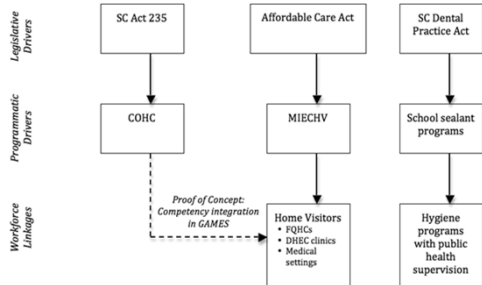 Legislative
Drivers
SC Act 235
Affordable Care Act
SC Dental
Practice Act
Programmatic
Drivers
COHC
MIECHV
School sealant
programs
Workforce
Linkages
Proof of Concept:
Competency integration
in GAMES
Home Visitors
• FQHCs
• DHEC clinics
• Medical
settings
Hygiene
programs
with public
health
supervision